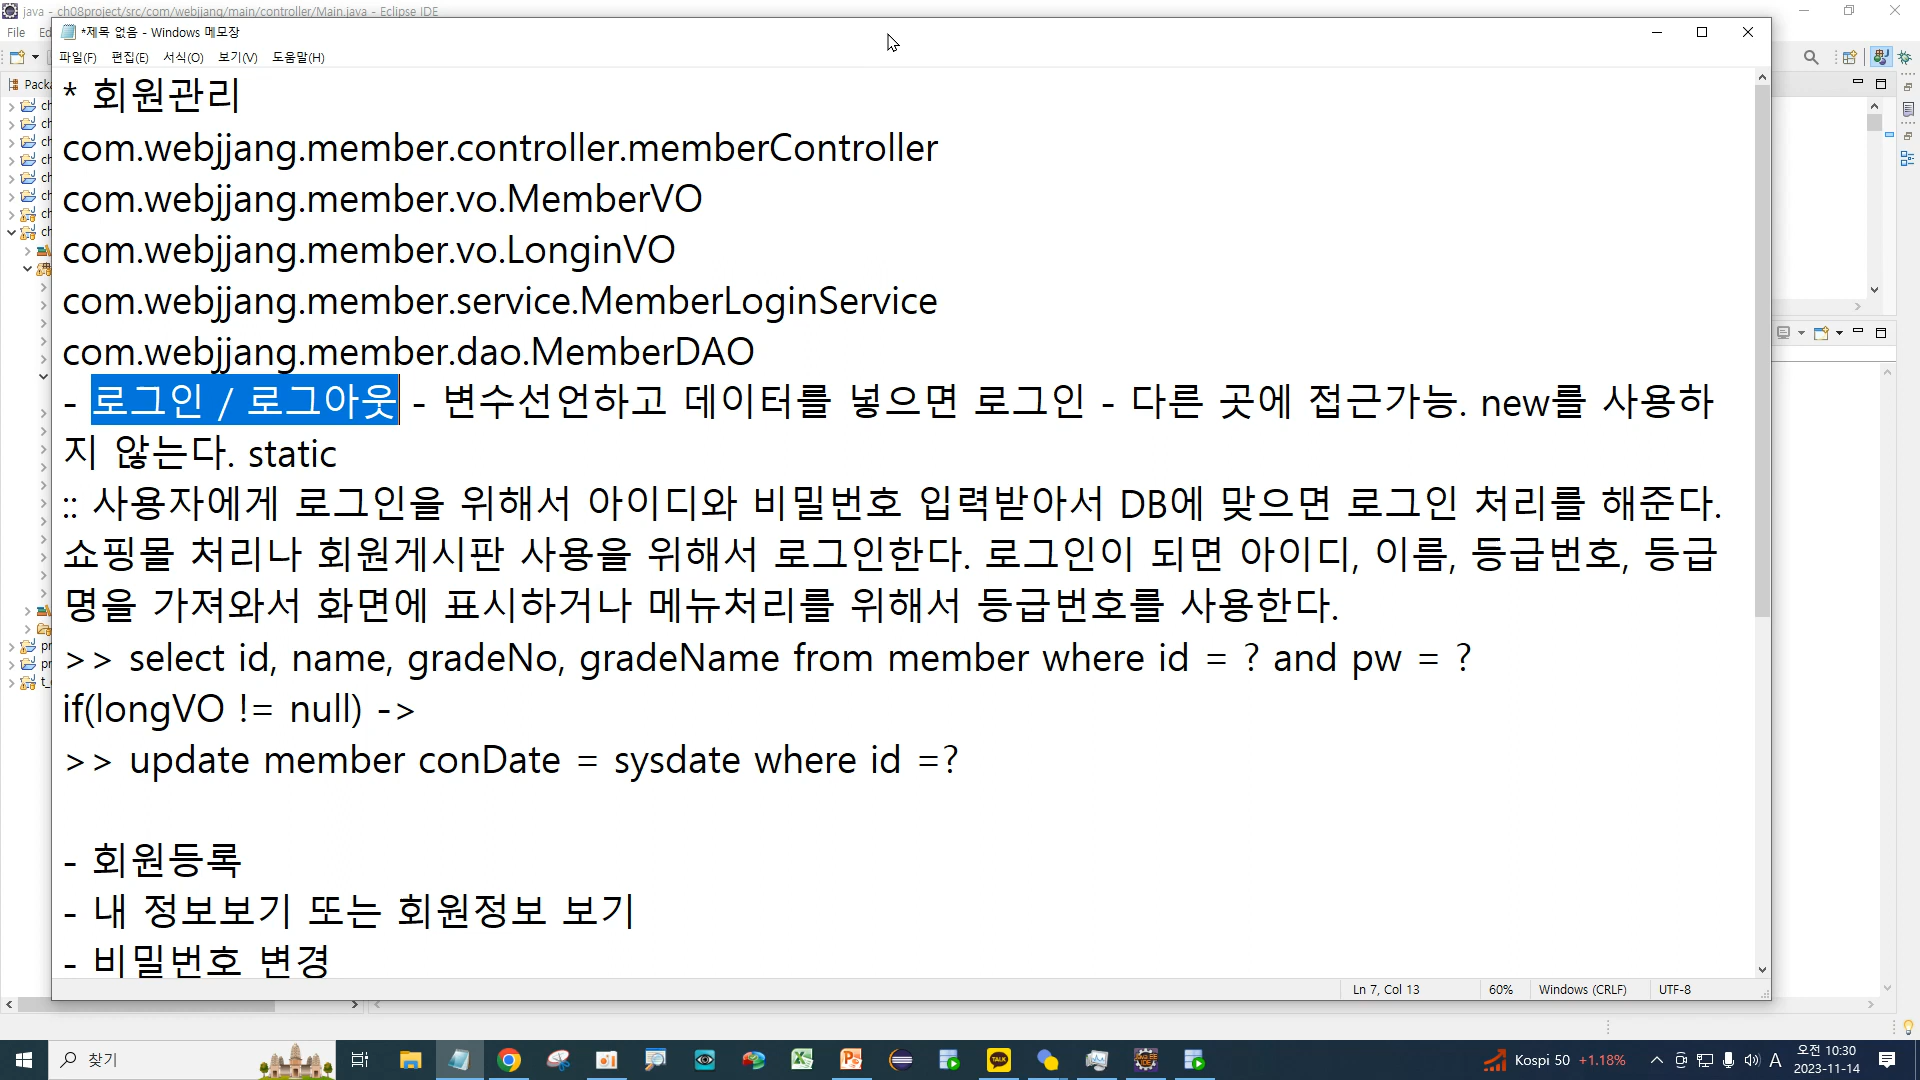 java - ch08project/src/com/webjjang/main/controller/Main.java - Eclipse IDE
*제목 없음 - Windows 메모장
File
파일(F) 편집(E) 서식(O) 보기(V) 도움말(H)
* 회원관리
com.webjjang.member.controller.memberController
com.webjjang.member.vo.MemberVO
com.webjjang.member.vo.LonginVO
com.webjjang.member.service.MemberLoginService
com.webjjang.member.dao.MemberDAO
- 로그인 / 로그아웃 - 변수선언하고 데이터를 넣으면 로그인 - 다른 곳에 접근가능. new를 사용하
지 않는다. static
:: 사용자에게 로그인을 위해서 아이디와 비밀번호 입력받아서 DB에 맞으면 로그인 처리를 해준다.
쇼핑몰 처리나 회원게시판 사용을 위해서 로그인한다. 로그인이 되면 아이디, 이름, 등급번호, 등급
명을 가져와서 화면에 표시하거나 메뉴처리를 위해서 등급번호를 사용한다.
>> select id, name, gradeNo, gradeName from member where id = ? and pw = ?
if(longVO != null) ->
>> update member conDate = sysdate where id =?
- 회원등록
- 내 정보보기 또는 회원정보 보기
- 비밀번호 변경
Ln 7, Col 13 60% Windows (CRLF) UTF-8
찾기
Kospi 50 +1.18%
A
오전 10:30
2023-11-14